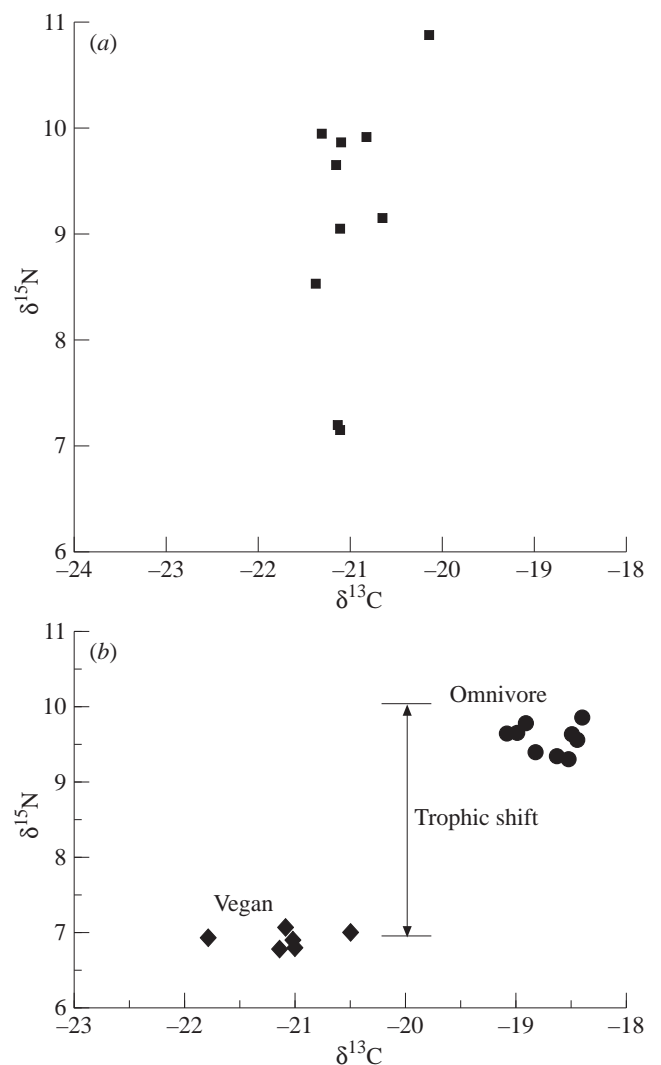 (a)
11
10
9
8
7
6
δ15N
–24 –23 –22 –21 –20 –19 –18
δ13C
(b)
11
10
9
8
7
6
δ15N
Omnivore
Trophic shift
Vegan
–23 –22 –21 –20 –19 –18
δ13C